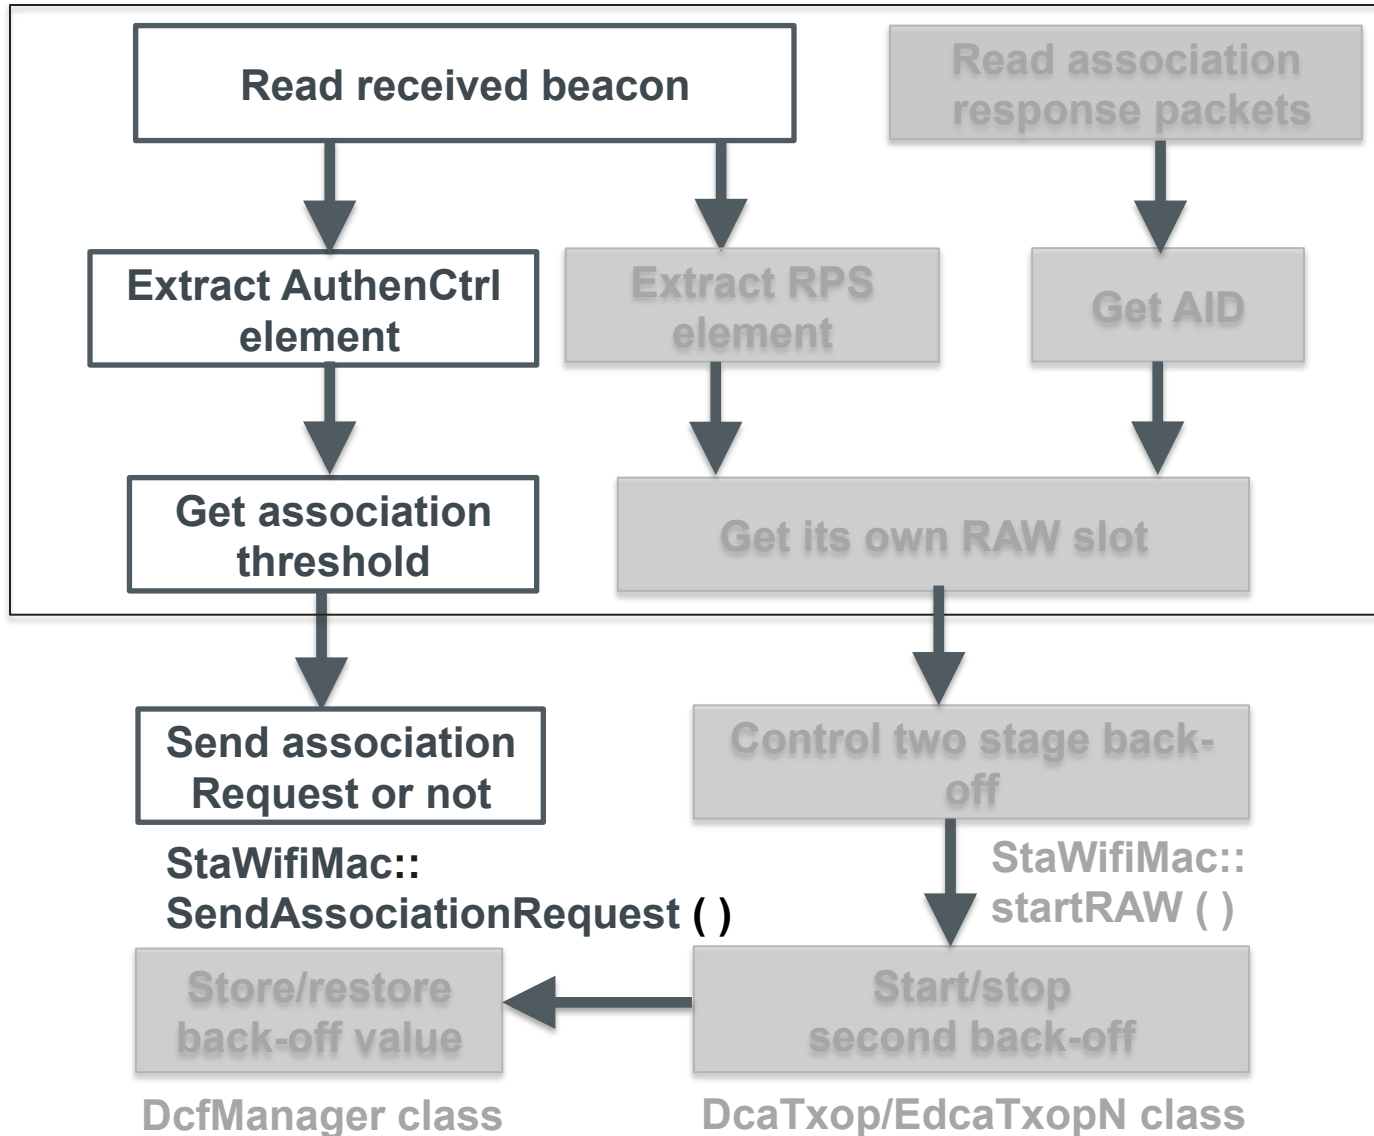 Read received beacon
Read association
response packets
Extract AuthenCtrl
element
Extract RPS
element
Get AID
Get association
threshold
Get its own RAW slot
Send association
Request or not
Control two stage back-
off
StaWifiMac::
SendAssociationRequest ( )
StaWifiMac::
startRAW ( )
Store/restore
back-off value
Start/stop
second back-off
DcfManager class
DcaTxop/EdcaTxopN class